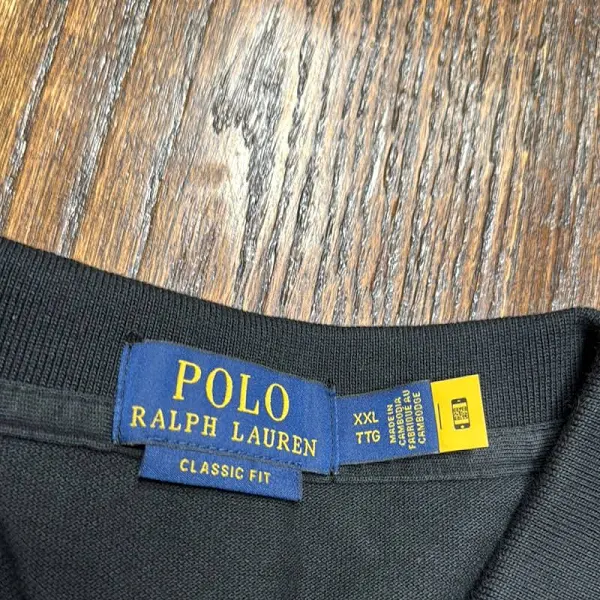 POLO
RALPH LAUREN
CLASSIC FIT
XXL
TTG
MADE IN
CAMBODIA
FABRIQUÉ AU
CAMBODGE